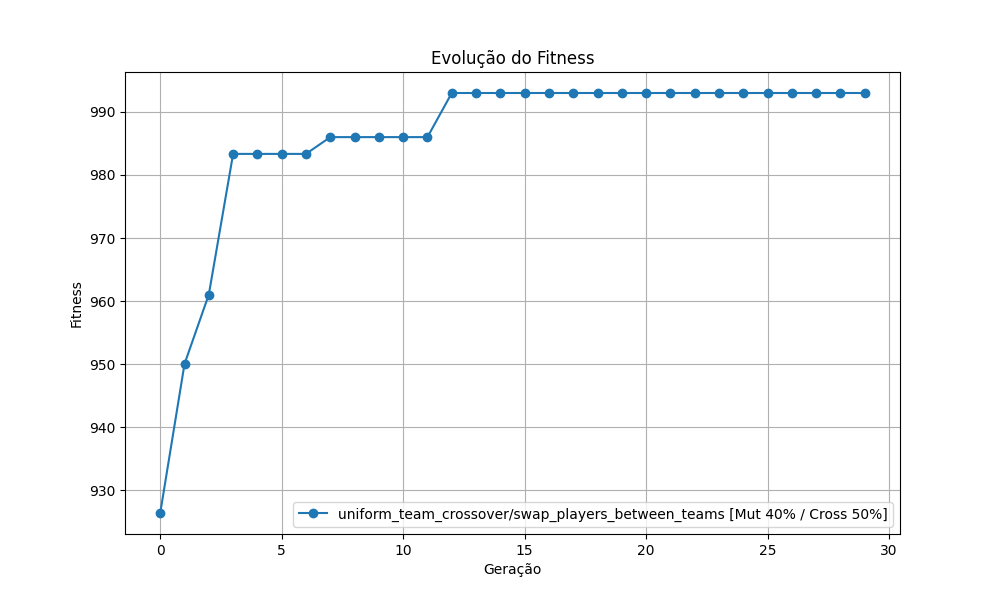 Evolução do Fitness
Fitness
990
980
970
960
950
940
930
uniform_team_crossover/swap_players_between_teams [Mut 40% / Cross 50%]
0 5 10 15 20 25 30
Geração